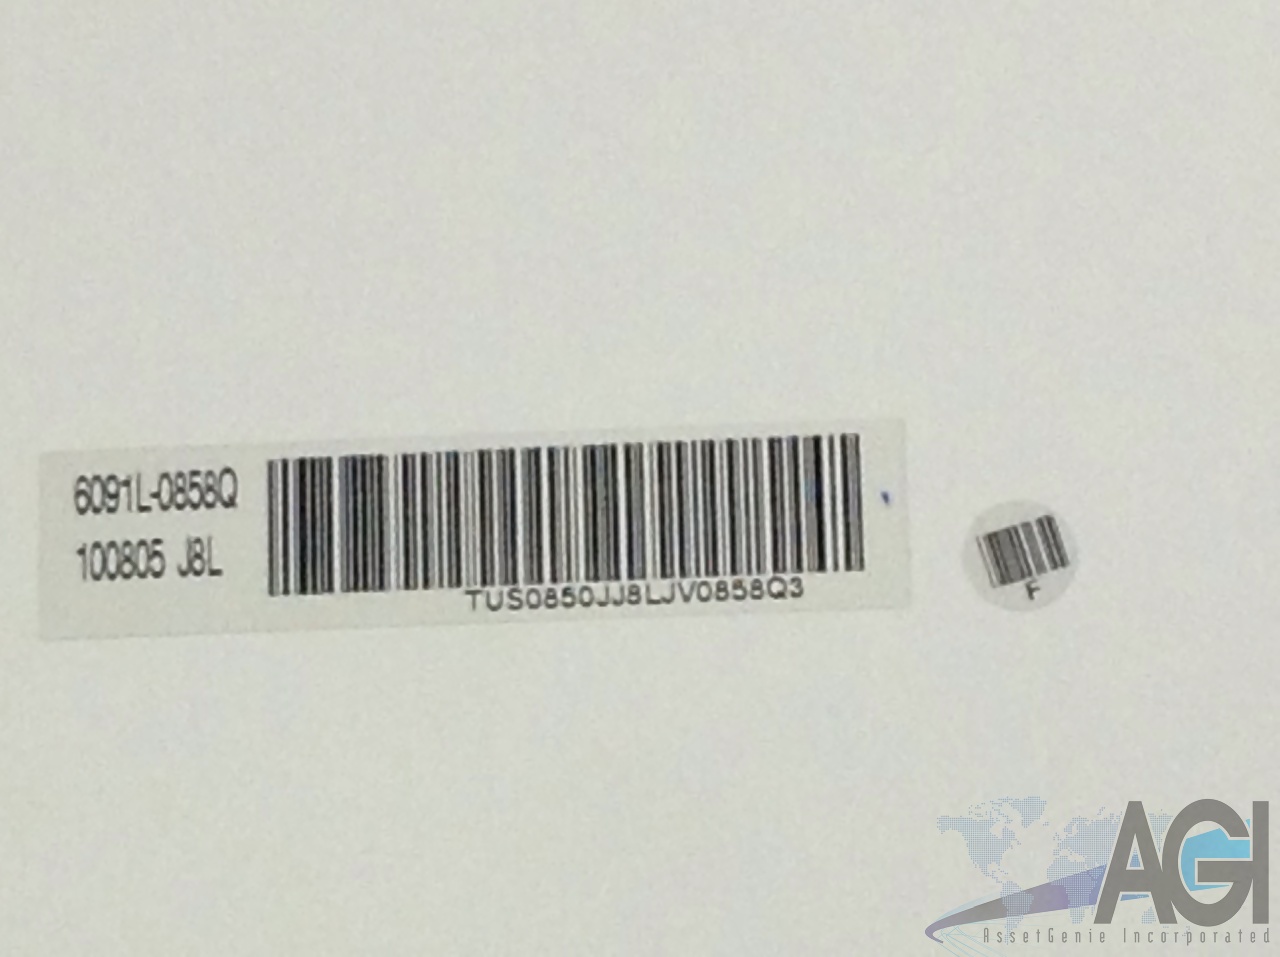 6091L-0858Q
100805 J8L
TUS0850JJ8LJV0858Q3
F
AGI
AssetGenie Incorporated